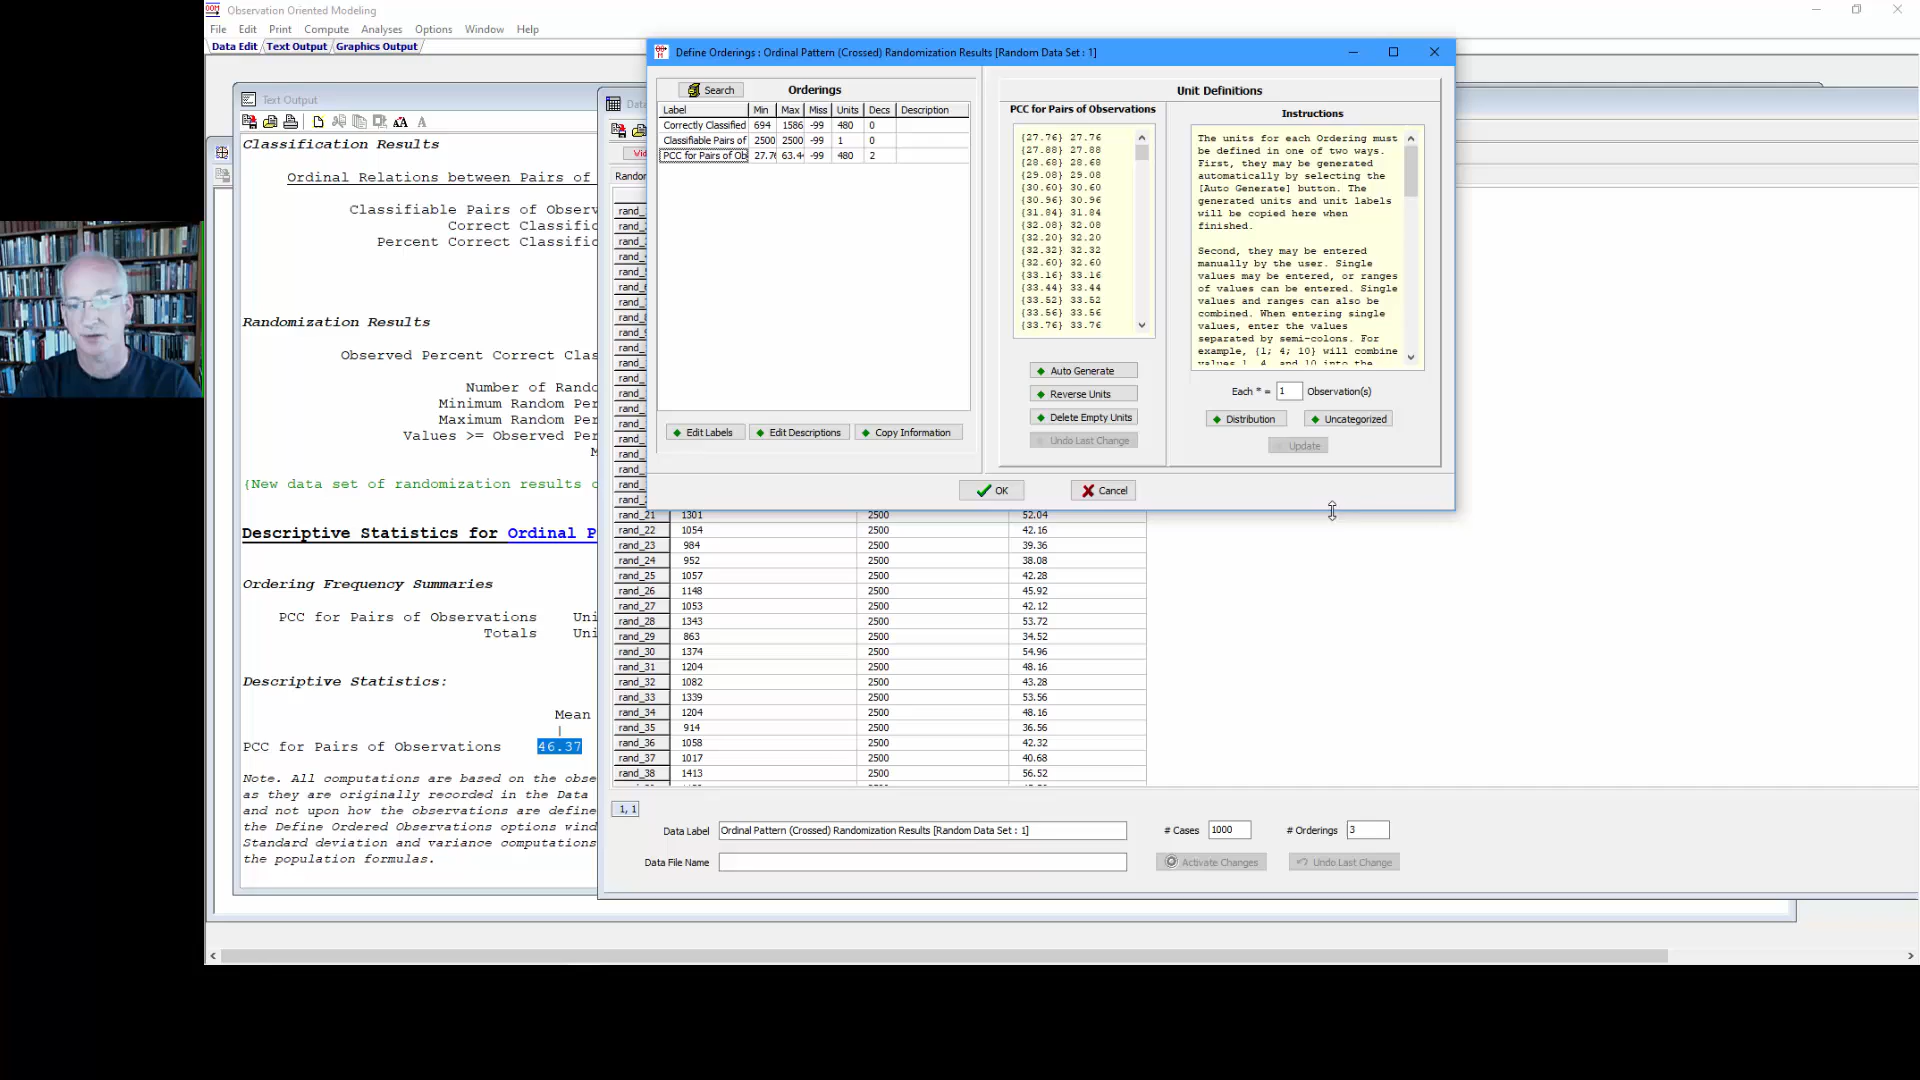 Observation Oriented Modeling
File Edit Print Compute Analyses Options Window Help
Data Edit Text Output Graphics Output
Text Output
Classification Results
Ordinal Relations between Pairs of
Classifiable Pairs of Obser
Correct Classific
Percent Correct Classific
Randomization Results
Observed Percent Correct Clas
Number of Rando
Minimum Random Per
Maximum Random Per
Values >= Observed Per
{New data set of randomization results
Descriptive Statistics for Ordinal P
Ordering Frequency Summaries
PCC for Pairs of Observations Uni
Totals Uni
Descriptive Statistics:
Mean
PCC for Pairs of Observations 46.37
Note. All computations are based on the obse
as they are originally recorded in the Data
and not upon how the observations are define
the Define Ordered Observations options wind
Standard deviation and variance computations
the population formulas.
Define Orderings : Ordinal Pattern (Crossed) Randomization Results [Random Data Set : 1]
Search Orderings
Label Min Max Miss Units Decs Description
Correctly Classified 694 1586 -99 480 0
Classifiable Pairs of 2500 2500 -99 1 0
PCC for Pairs of Ob 27.76 63.44 -99 480 2
Edit Labels Edit Descriptions Copy Information
Unit Definitions
PCC for Pairs of Observations
{27.76} 27.76
{27.88} 27.88
{28.68} 28.68
{29.08} 29.08
{30.60} 30.60
{30.96} 30.96
{31.84} 31.84
{32.08} 32.08
{32.20} 32.20
{32.32} 32.32
{32.60} 32.60
{33.16} 33.16
{33.44} 33.44
{33.52} 33.52
{33.56} 33.56
{33.76} 33.76
Auto Generate
Reverse Units
Delete Empty Units
Undo Last Change
Instructions
The units for each Ordering must
be defined in one of two ways.
First, they may be generated
automatically by selecting the
[Auto Generate] button. The
generated units and unit labels
will be copied here when
finished.
Second, they may be entered
manually by the user. Single
values may be entered, or ranges
of values can be entered. Single
values and ranges can also be
combined. When entering single
values, enter the values
separated by semi-colons. For
example, {1; 4; 10} will combine
values 1, 4, and 10 into the
Each * = 1 Observation(s)
Distribution Uncategorized
Update
OK Cancel
Random
rand_21 1301 2500 52.04
rand_22 1054 2500 42.16
rand_23 984 2500 39.36
rand_24 952 2500 38.08
rand_25 1057 2500 42.28
rand_26 1148 2500 45.92
rand_27 1053 2500 42.12
rand_28 1343 2500 53.72
rand_29 863 2500 34.52
rand_30 1374 2500 54.96
rand_31 1204 2500 48.16
rand_32 1082 2500 43.28
rand_33 1339 2500 53.56
rand_34 1204 2500 48.16
rand_35 914 2500 36.56
rand_36 1058 2500 42.32
rand_37 1017 2500 40.68
rand_38 1413 2500 56.52
1, 1
Data Label Ordinal Pattern (Crossed) Randomization Results [Random Data Set : 1] # Cases 1000 # Orderings 3
Data File Name Activate Changes Undo Last Change